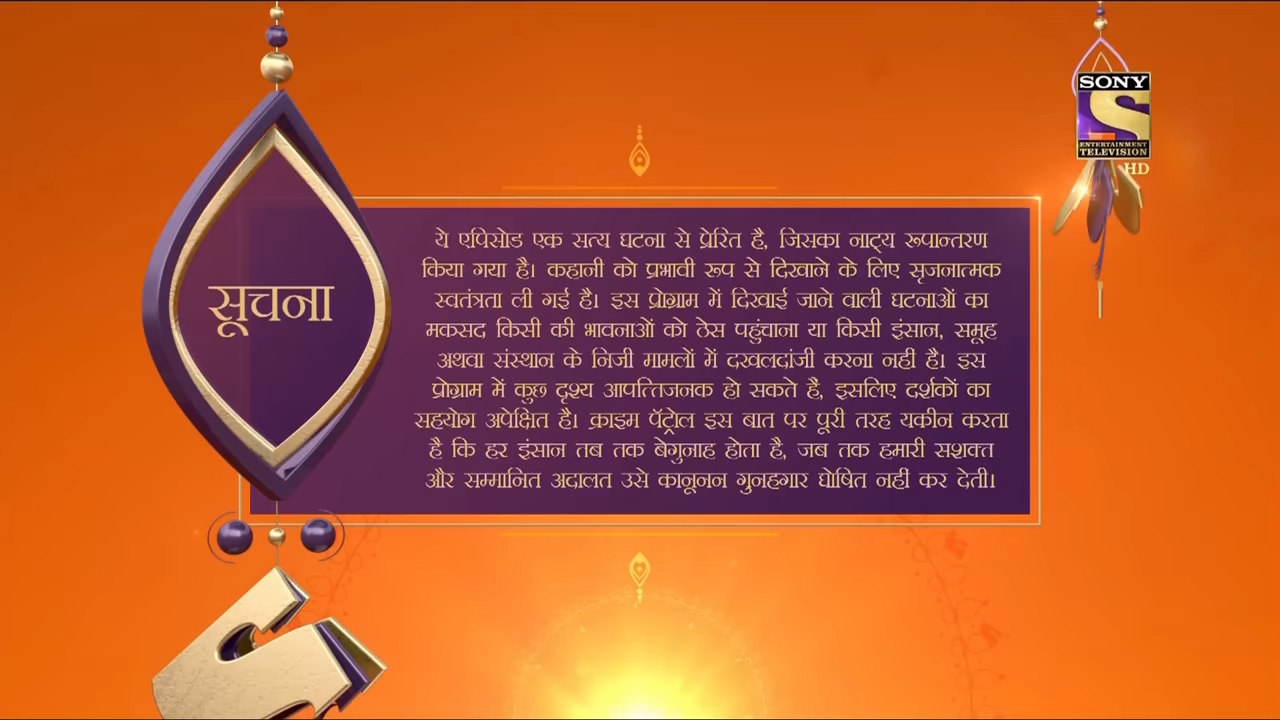 सूचना
ये एपिसोड एक सत्य घटना से प्रेरित है, जिसका नाट्य रूपान्तरण
किया गया है। कहानी को प्रभावी रूप से दिखाने के लिए सृजनात्मक
स्वतंत्रता ली गई है। इस प्रोग्राम में दिखाई जाने वाली घटनाओं का
मकसद किसी की भावनाओं को ठेस पहुंचाना या किसी इंसान, समूह
अथवा संस्थान के निजी मामलों में दखलदांजी करना नहीं है। इस
प्रोग्राम में कुछ दृश्य आपत्तिजनक हो सकते हैं, इसलिए दर्शकों का
सहयोग अपेक्षित है। क्राइम पॅट्रोल इस बात पर पूरी तरह यकीन करता
है कि हर इंसान तब तक बेगुनाह होता है, जब तक हमारी सशक्त
और सम्मानित अदालत उसे कानूनन गुनहगार घोषित नहीं कर देती।
SONY
ENTERTAINMENT
TELEVISION
HD